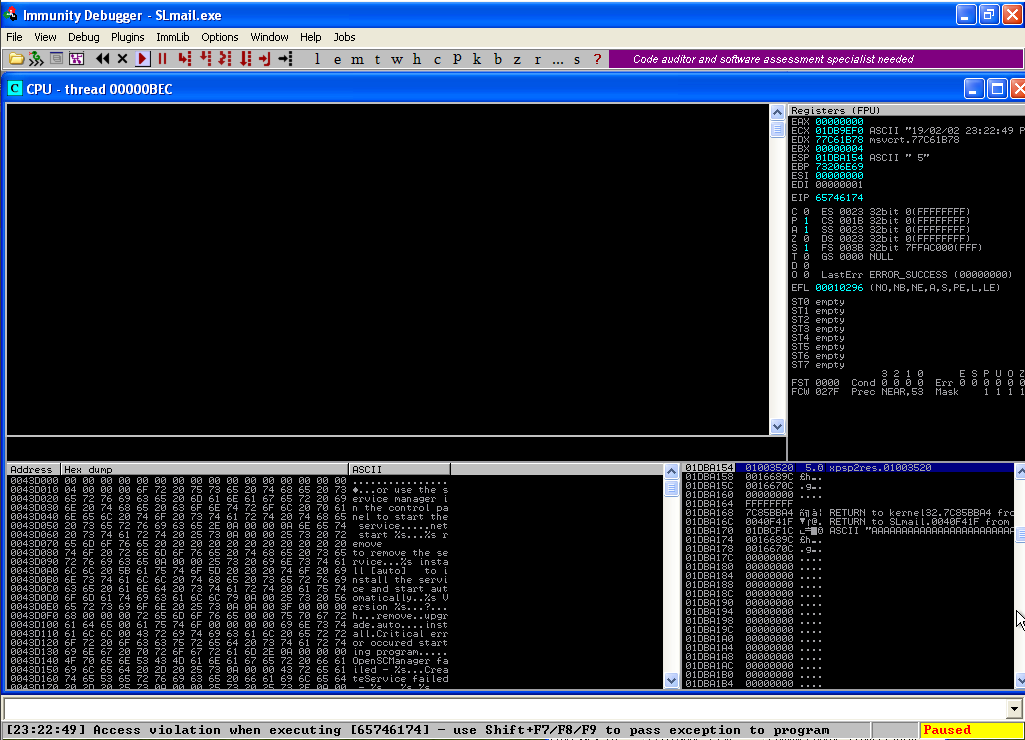 Immunity Debugger - SLmail.exe
File View Debug Plugins ImmLib Options Window Help Jobs
l e m t w h c P k b z r ... s ? Code auditor and software assessment specialist needed
C CPU - thread 00000BEC
Registers (FPU)
EAX 00000000
ECX 01DB9EF0 ASCII "19/02/02 23:22:49 P
EDX 77C61B78 msvcrt.77C61B78
EBX 00000004
ESP 01DBA154 ASCII " 5"
EBP 73206E69
ESI 00000000
EDI 00000001
EIP 65746174
C 0 ES 0023 32bit 0(FFFFFFFF)
P 1 CS 001B 32bit 0(FFFFFFFF)
A 1 SS 0023 32bit 0(FFFFFFFF)
Z 0 DS 0023 32bit 0(FFFFFFFF)
S 1 FS 003B 32bit 7FFAC000(FFF)
T 0 GS 0000 NULL
D 0
O 0 LastErr ERROR_SUCCESS (00000000)
EFL 00010296 (NO,NB,NE,A,S,PE,L,LE)
ST0 empty
ST1 empty
ST2 empty
ST3 empty
ST4 empty
ST5 empty
ST6 empty
ST7 empty
3 2 1 0 E S P U O Z
FST 0000 Cond 0 0 0 0 Err 0 0 0 0 0 0
FCW 027F Prec NEAR,53 Mask 1 1 1 1
Address Hex dump ASCII
0043D000 00 00 00 00 00 00 00 00 00 00 00 00 00 00 00 00 ................
0043D010 04 00 00 00 6F 72 20 75 73 65 20 74 68 65 20 73 ♦...or use the s
0043D020 65 72 76 69 63 65 20 6D 61 6E 61 67 65 72 20 69 ervice manager i
0043D030 6E 20 74 68 65 20 63 6F 6E 74 72 6F 6C 20 70 61 n the control pa
0043D040 6E 65 6C 20 74 6F 20 73 74 61 72 74 20 74 68 65 nel to start the
0043D050 20 73 65 72 76 69 63 65 2E 0A 00 00 0A 6E 65 74 service....net
0043D060 20 73 74 61 72 74 20 25 73 0A 00 00 25 73 20 72 start %s...%s r
0043D070 65 6D 6F 76 65 20 20 20 20 20 20 20 20 20 20 20 emove
0043D080 74 6F 20 72 65 6D 6F 76 65 20 74 68 65 20 73 65 to remove the se
0043D090 72 76 69 63 65 0A 00 00 25 73 20 69 6E 73 74 61 rvice...%s insta
0043D0A0 6C 6C 20 5B 61 75 74 6F 5D 20 20 20 74 6F 20 69 ll [auto] to i
0043D0B0 6E 73 74 61 6C 6C 20 74 68 65 20 73 65 72 76 69 nstall the servi
0043D0C0 63 65 20 61 6E 64 20 73 74 61 72 74 20 61 75 74 ce and start aut
0043D0D0 6F 6D 61 74 69 63 61 6C 6C 79 0A 00 25 73 20 56 omatically..%s V
0043D0E0 65 72 73 69 6F 6E 20 25 73 0A 0A 00 3F 00 00 00 ersion %s...?...
0043D0F0 68 00 00 00 72 65 6D 6F 76 65 00 00 75 70 67 72 h...remove..upgr
0043D100 61 64 65 00 61 75 74 6F 00 00 00 00 69 6E 73 74 ade.auto....inst
0043D110 61 6C 6C 00 43 72 69 74 69 63 61 6C 20 65 72 72 all.Critical err
0043D120 6F 72 20 6F 63 63 75 72 65 64 20 73 74 61 72 74 or occured start
0043D130 69 6E 67 20 70 72 6F 67 72 61 6D 2E 0A 00 00 00 ing program.....
0043D140 4F 70 65 6E 53 43 4D 61 6E 61 67 65 72 20 66 61 OpenSCManager fa
0043D150 69 6C 65 64 20 2D 20 25 73 0A 00 00 43 72 65 61 iled - %s...Crea
0043D160 74 65 53 65 72 76 69 63 65 20 66 61 69 6C 65 64 teService failed
01DBA154 01003520 5.0 xpsp2res.01003520
01DBA158 0016689C
01DBA15C 0016670C .g-.
01DBA160 00000000 ....
01DBA164 FFFFFFFF
01DBA168 7C85BBA4 RETURN to kernel32.7C85BBA4 fro
01DBA16C 0040F41F RETURN to SLmail.0040F41F from
01DBA170 01DBCF1C ASCII "AAAAAAAAAAAAAAAAAAAAAA
01DBA174 0016689C
01DBA178 0016670C .g-.
01DBA17C 00000000 ....
01DBA180 00000000 ....
01DBA184 00000000 ....
01DBA188 00000000 ....
01DBA18C 00000000 ....
01DBA190 00000000 ....
01DBA194 00000000 ....
01DBA198 00000000 ....
01DBA19C 00000000 ....
01DBA1A0 00000000 ....
01DBA1A4 00000000 ....
01DBA1A8 00000000 ....
01DBA1AC 00000000 ....
01DBA1B0 00000000 ....
01DBA1B4 00000000 ....
[23:22:49] Access violation when executing [65746174] - use Shift+F7/F8/F9 to pass exception to program
Paused